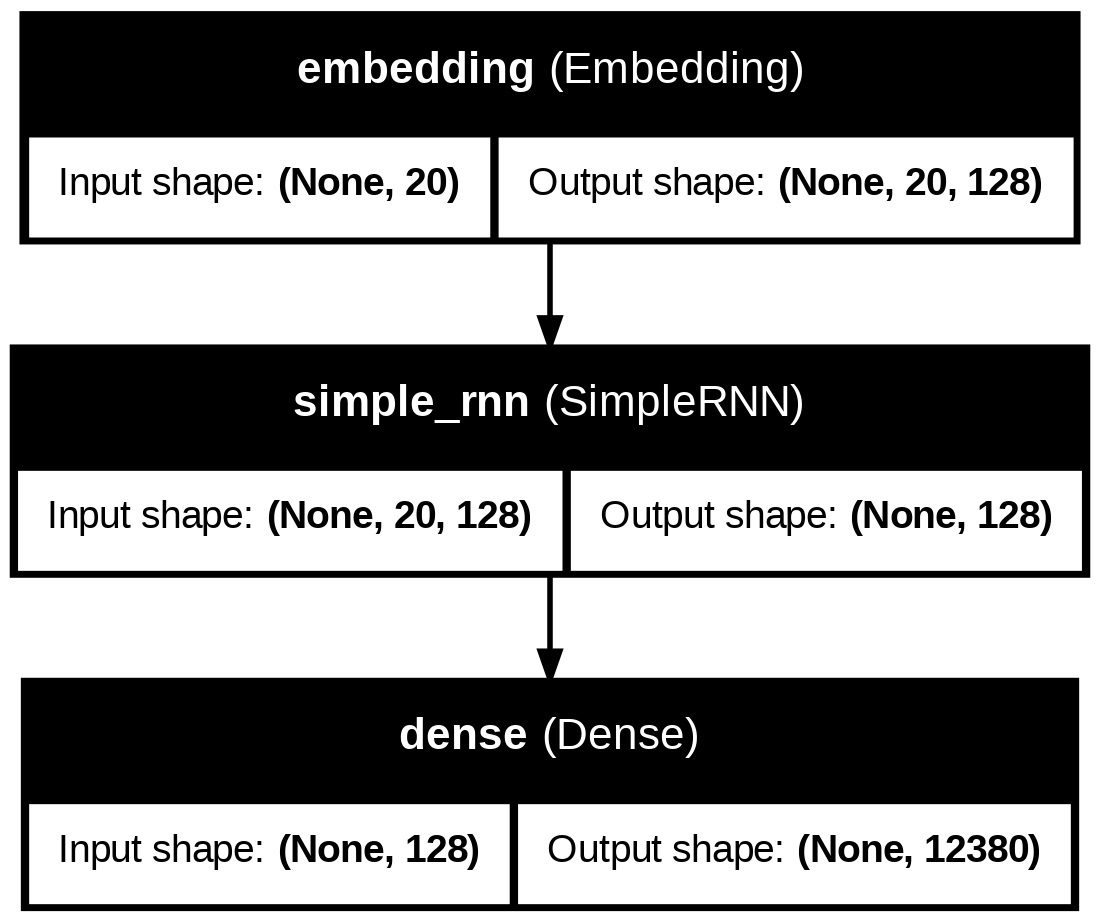 embedding (Embedding)
Input shape: (None, 20)
Output shape: (None, 20, 128)
simple_rnn (SimpleRNN)
Input shape: (None, 20, 128)
Output shape: (None, 128)
dense (Dense)
Input shape: (None, 128)
Output shape: (None, 12380)